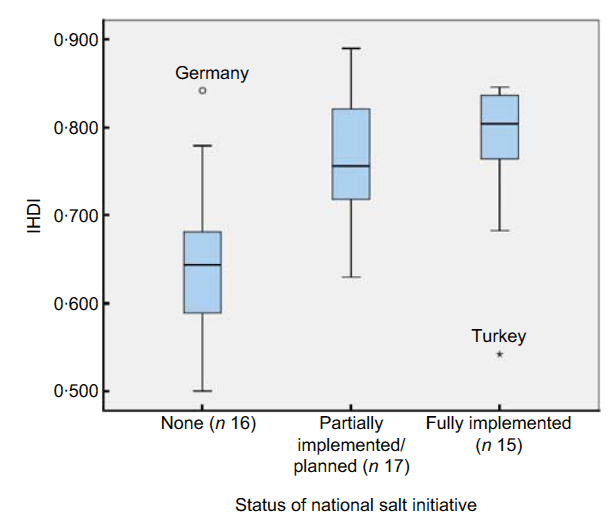 0·900
Germany
0·800
0·700
IHDI
0·600
Turkey
0·500
None (n 16)
Partially
implemented/
planned (n 17)
Fully implemented
(n 15)
Status of national salt initiative